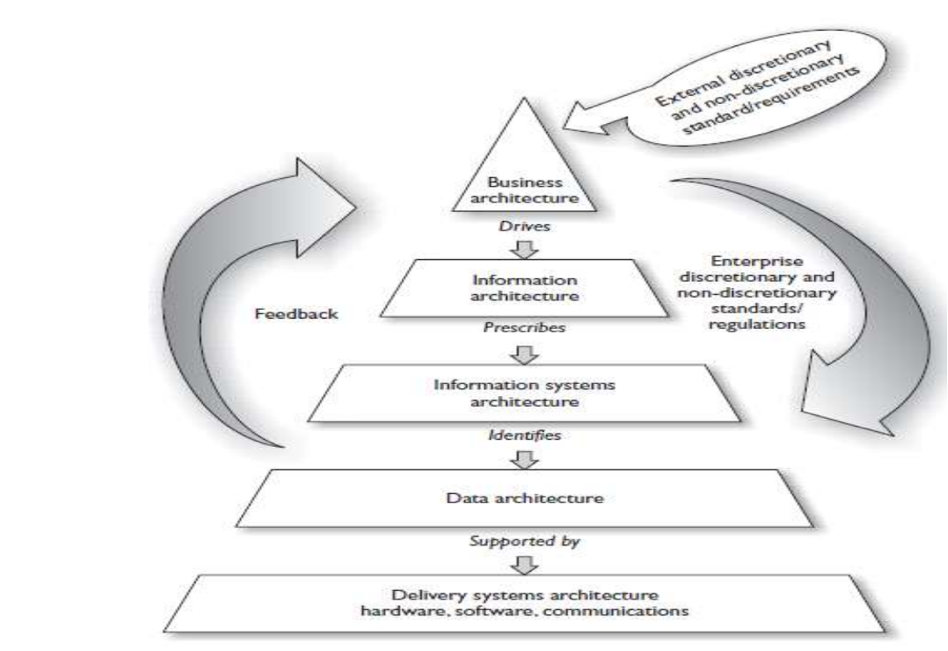 External discretionary
and non-discretionary
standard/requirements
Business
architecture
Drives
Information
architecture
Prescribes
Feedback
Enterprise
discretionary and
non-discretionary
standards/
regulations
Information systems
architecture
Identifies
Data architecture
Supported by
Delivery systems architecture
hardware, software, communications